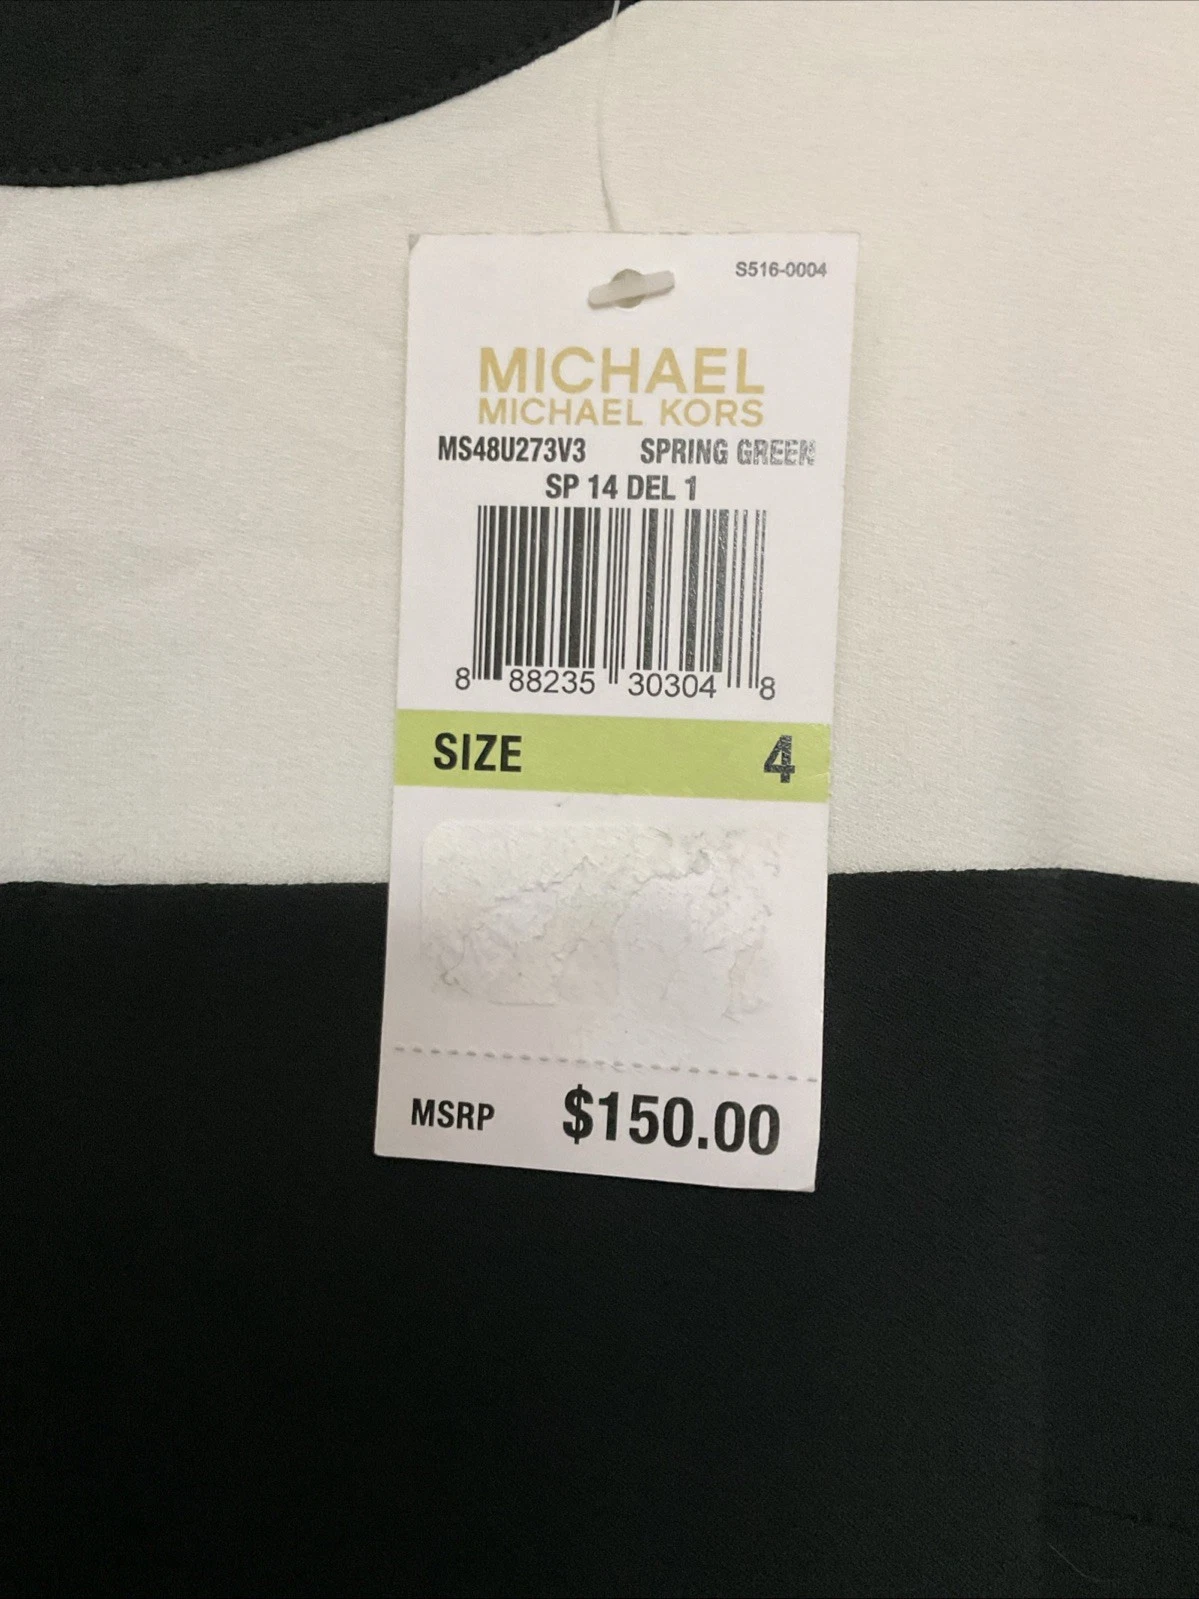 S516-0004
MICHAEL
MICHAEL KORS
MS48U273V3 SPRING GREEN
SP 14 DEL 1
8 88235 30304 8
SIZE 4
MSRP $150.00